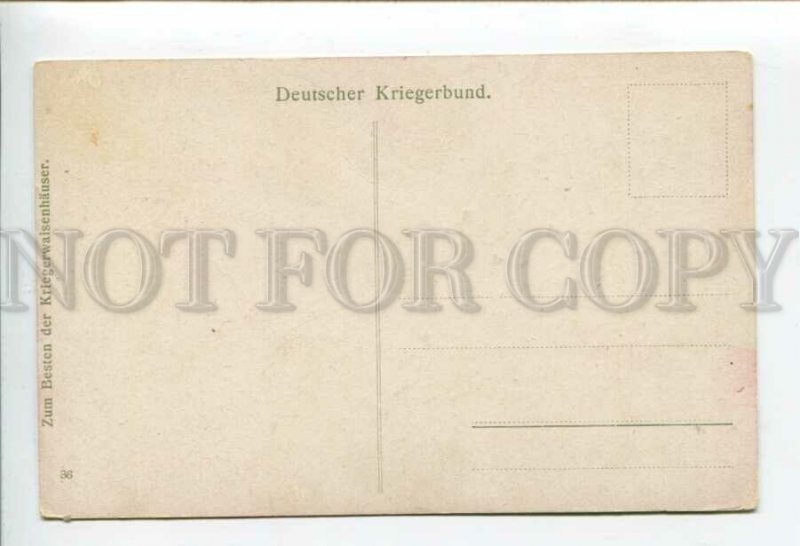 Deutscher Kriegerbund.
Zum Besten der Kriegerwaisenhäuser.
NOT FOR COPY
36